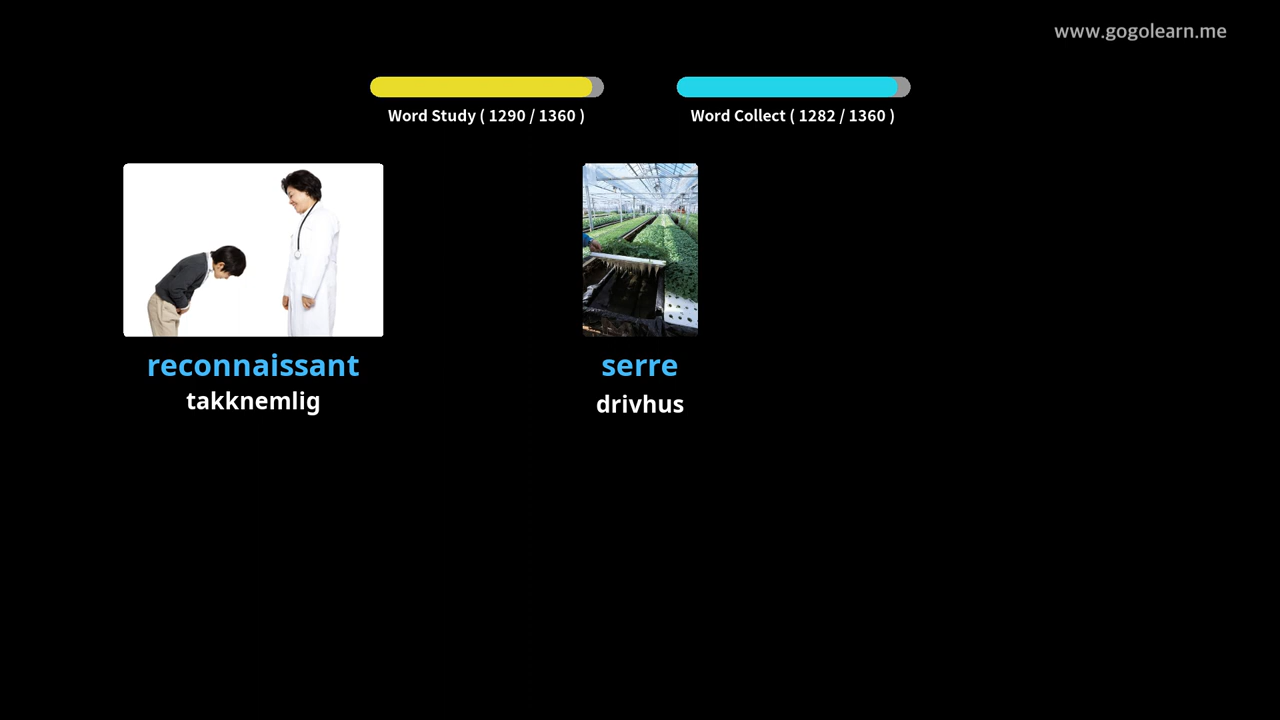 www.gogolearn.me
Word Study ( 1290 / 1360 )
Word Collect ( 1282 / 1360 )
reconnaissant
takknemlig
serre
drivhus